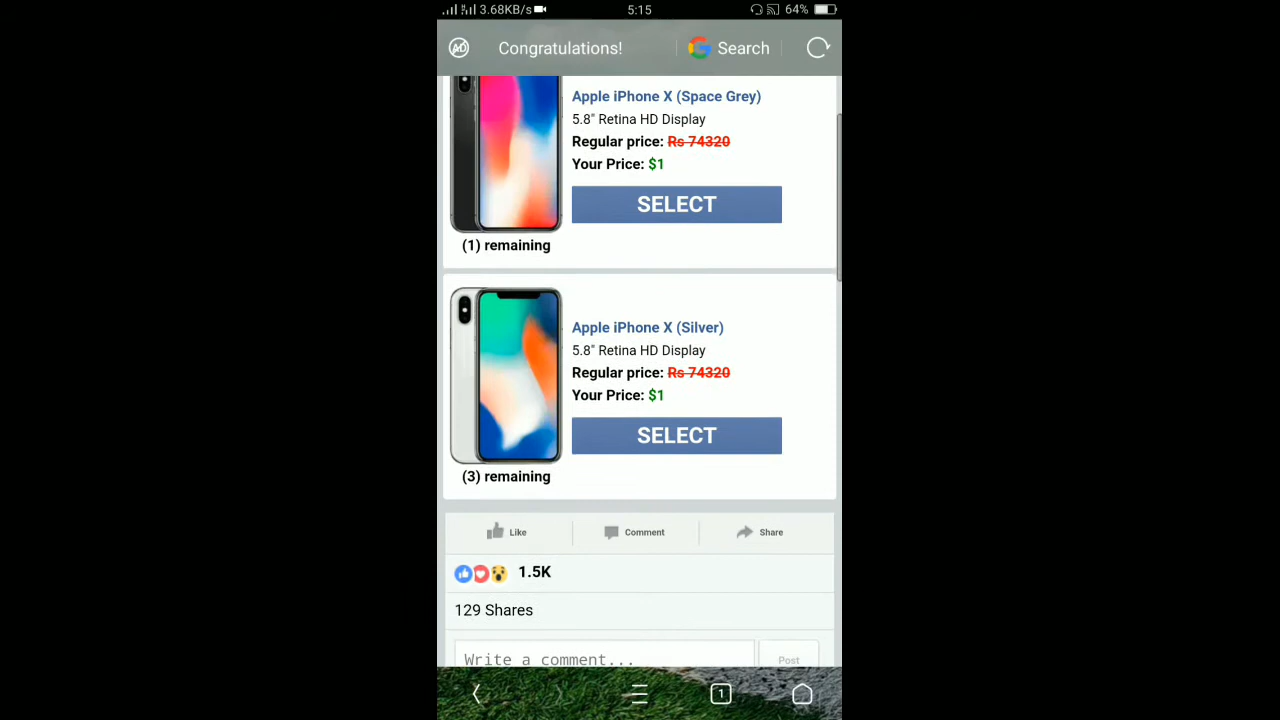 3.68KB/s
5:15
64%
AD
Congratulations!
Search
Apple iPhone X (Space Grey)
5.8" Retina HD Display
Regular price: Rs 74320
Your Price: $1
SELECT
(1) remaining
Apple iPhone X (Silver)
5.8" Retina HD Display
Regular price: Rs 74320
Your Price: $1
SELECT
(3) remaining
Like
Comment
Share
1.5K
129 Shares
Write a comment...
Post
1